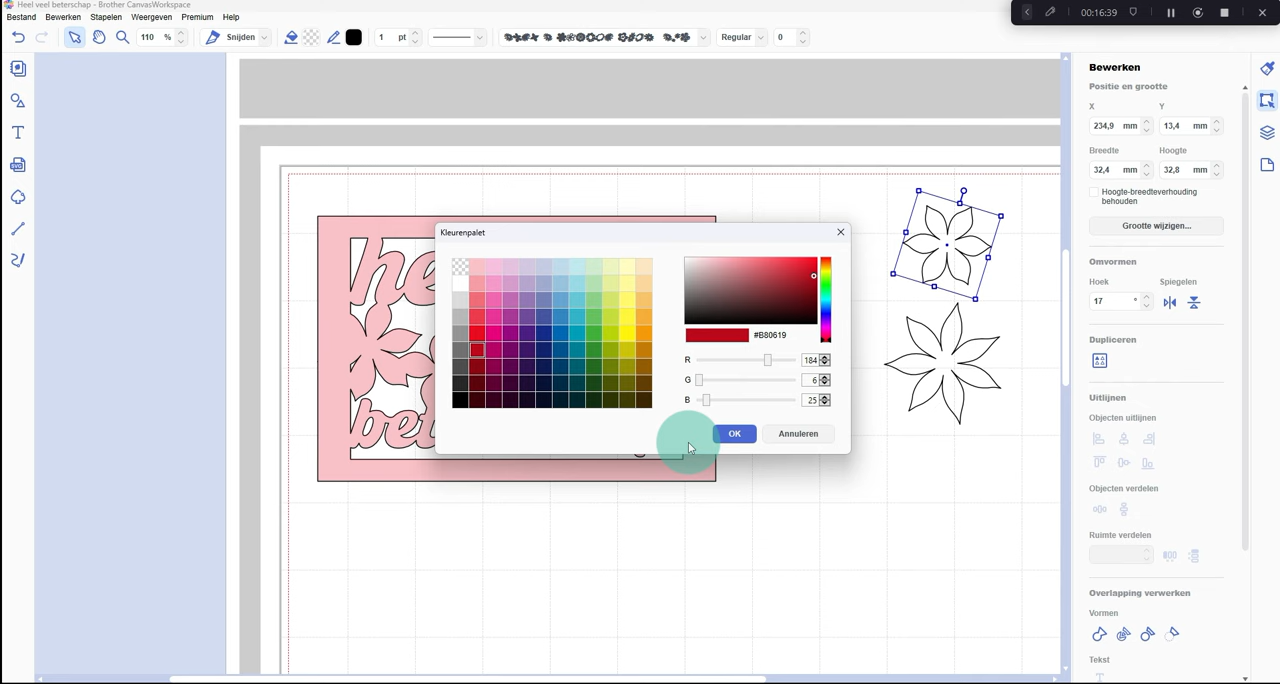 Heel veel beterschap - Brother CanvasWorkspace
00:16:39
Bestand Bewerken Stapelen Weergeven Premium Help
110 % Snijden 1 pt Regular 0
Bewerken
Positie en grootte
X Y
234,9 mm 13,4 mm
Breedte Hoogte
32,4 mm 32,8 mm
Hoogte-breedteverhouding
behouden
Grootte wijzigen...
Omvormen
Hoek Spiegelen
17 °
Dupliceren
Uitlijnen
Objecten uitlijnen
Objecten verdelen
Ruimte verdelen
Overlapping verwerken
Vormen
Tekst
Kleurenpalet
#B80619
R 184
G 6
B 25
OK Annuleren